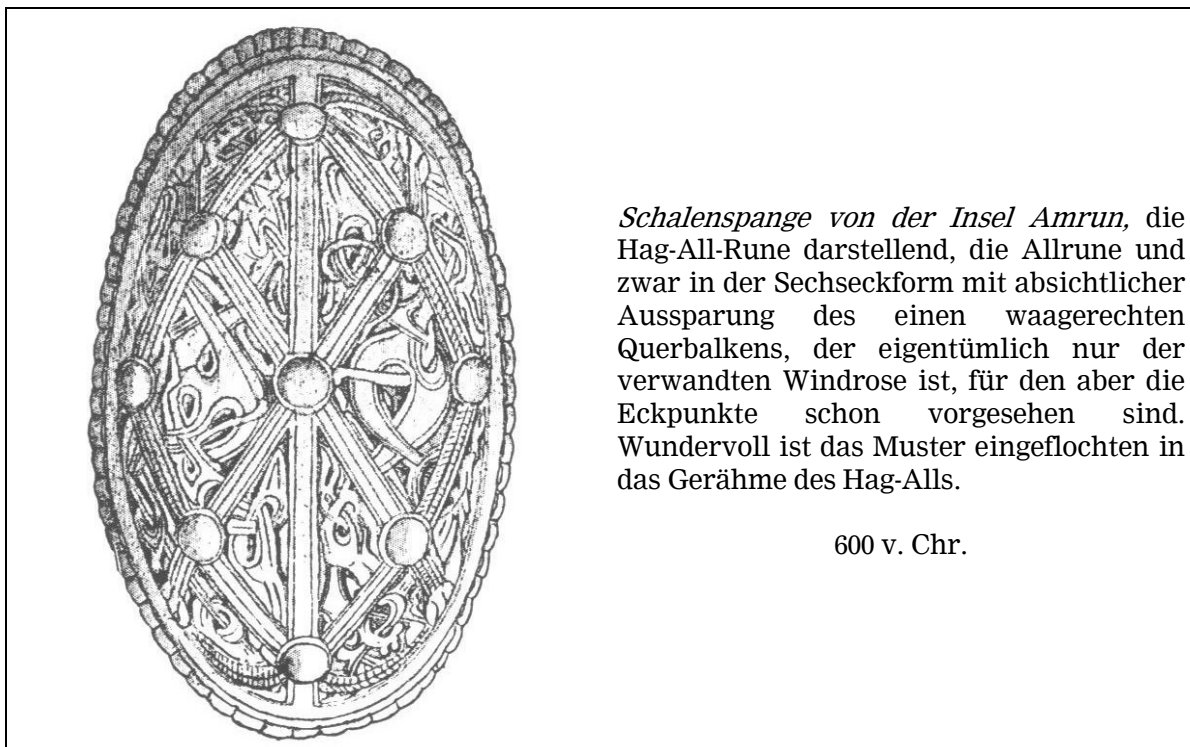 Schalenspange von der Insel Amrun, die
Hag-All-Rune darstellend, die Allrune und
zwar in der Sechseckform mit absichtlicher
Aussparung des einen waagerechten
Querbalkens, der eigentümlich nur der
verwandten Windrose ist, für den aber die
Eckpunkte schon vorgesehen sind.
Wundervoll ist das Muster eingeflochten in
das Gerähme des Hag-Alls.
600 v. Chr.